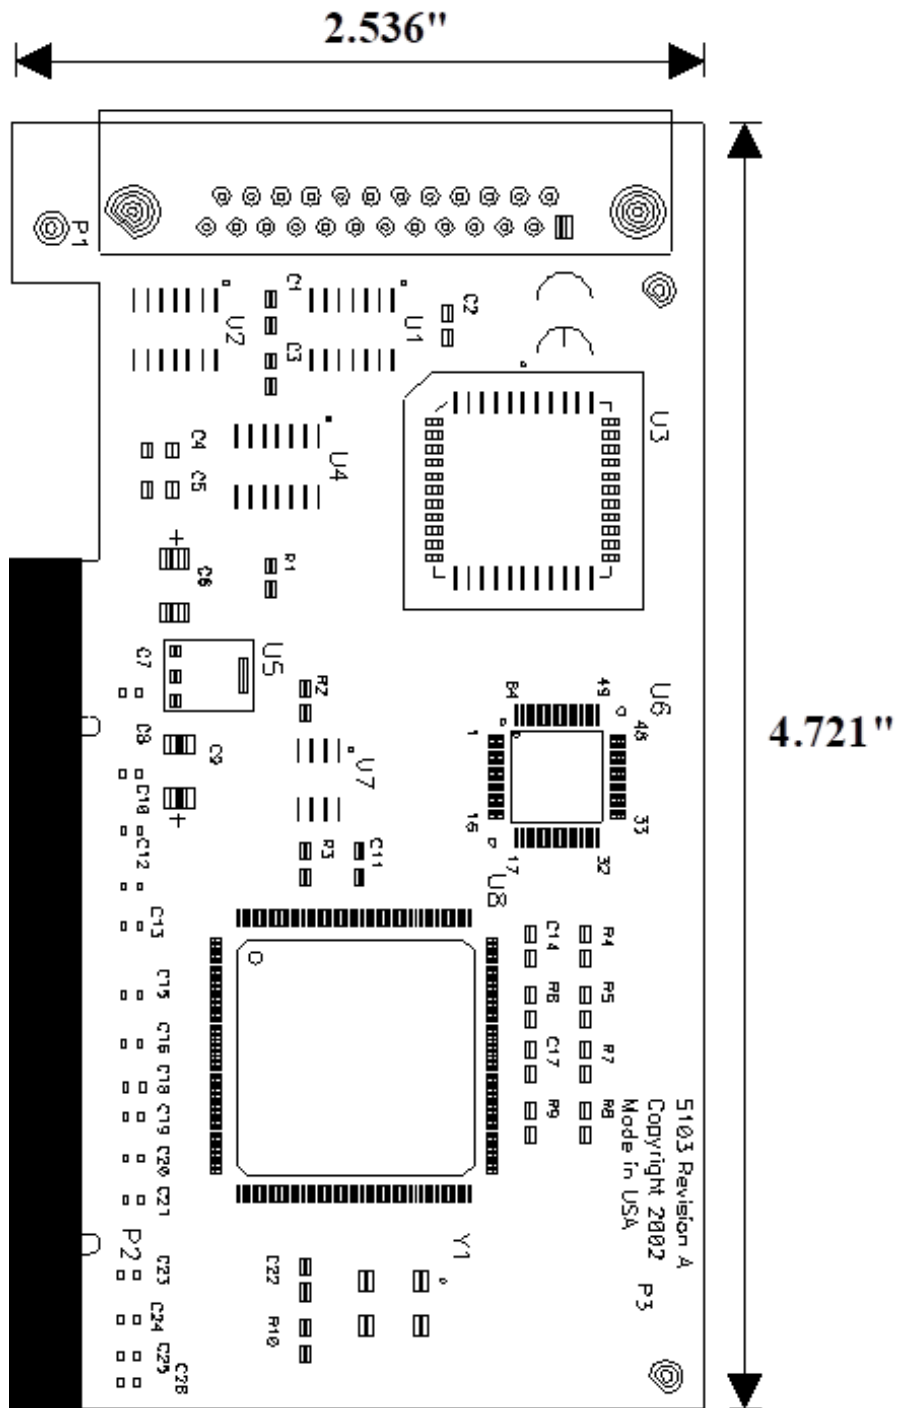 2.536"
P1
C1
C2
U2
U1
C3
U3
C4
U4
C5
+
R1
C6
U5
C7
R2
64
49
U6
C8
1
48
C9
U7
4.721"
C10
+
16
33
C12
R3
C11
17
32
U8
C13
C14
R4
C15
R6
R5
C16
C17
R7
C18
C19
R9
R8
5103 Revision A
Copyright 2002
Made in USA
C20
C21
P2
Y1
C23
C22
P3
C24
R10
C25
C26